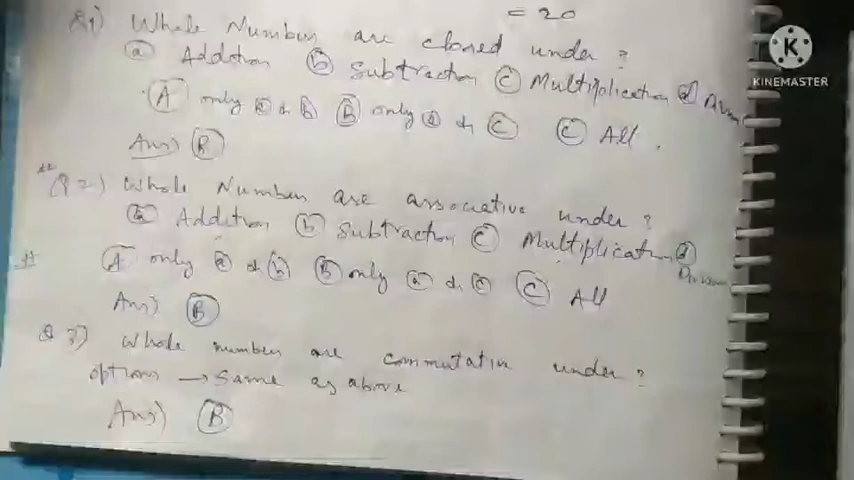 = 20
Q1) Whole Numbers are closed under ?
(a) Addition (b) Subtraction (c) Multiplication (d)
(A) only (a) & (b) (B) only (a) & (c) (C) All .
Ans) (B)
** Q2) Whole Numbers are associative under ?
(a) Addition (b) Subtraction (c) Multiplication (d) Division
# (A) only (a) & (b) (B) only (a) & (c) (C) All
Ans) (B)
Q 3) Whole numbers are commutative under ?
options → Same as above
Ans) (B)
K
KINEMASTER